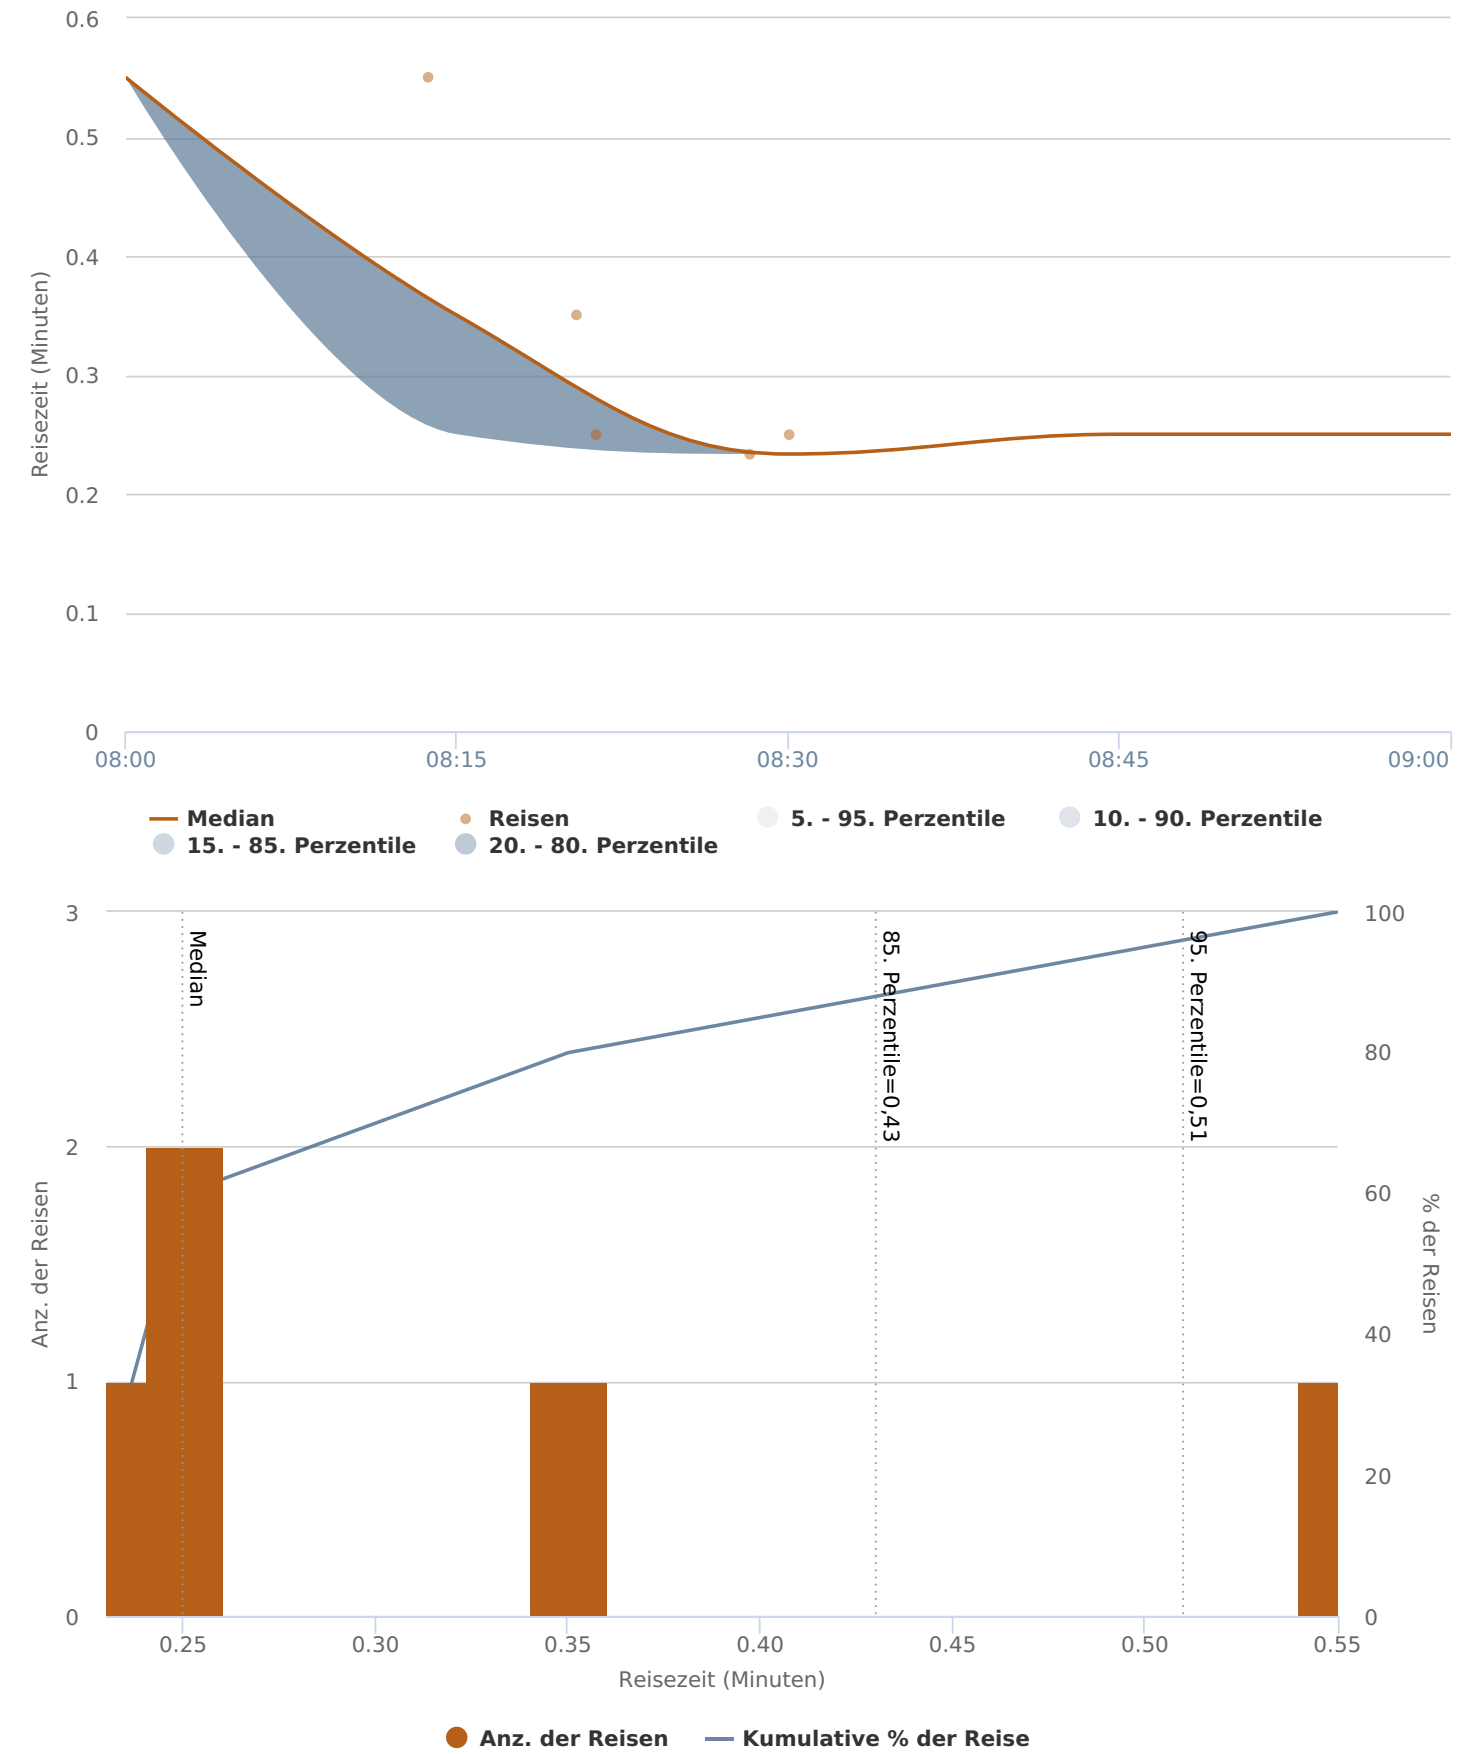 0.6
0.5
0.4
0.3
0.2
0.1
0
Reisezeit (Minuten)
08:00 08:15 08:30 08:45 09:00
Median Reisen 5. - 95. Perzentile 10. - 90. Perzentile
15. - 85. Perzentile 20. - 80. Perzentile
3
2
1
0
Anz. der Reisen
Median
85. Perzentile=0,43
95. Perzentile=0,51
100
80
60
40
20
0
% der Reisen
0.25 0.30 0.35 0.40 0.45 0.50 0.55
Reisezeit (Minuten)
Anz. der Reisen Kumulative % der Reise